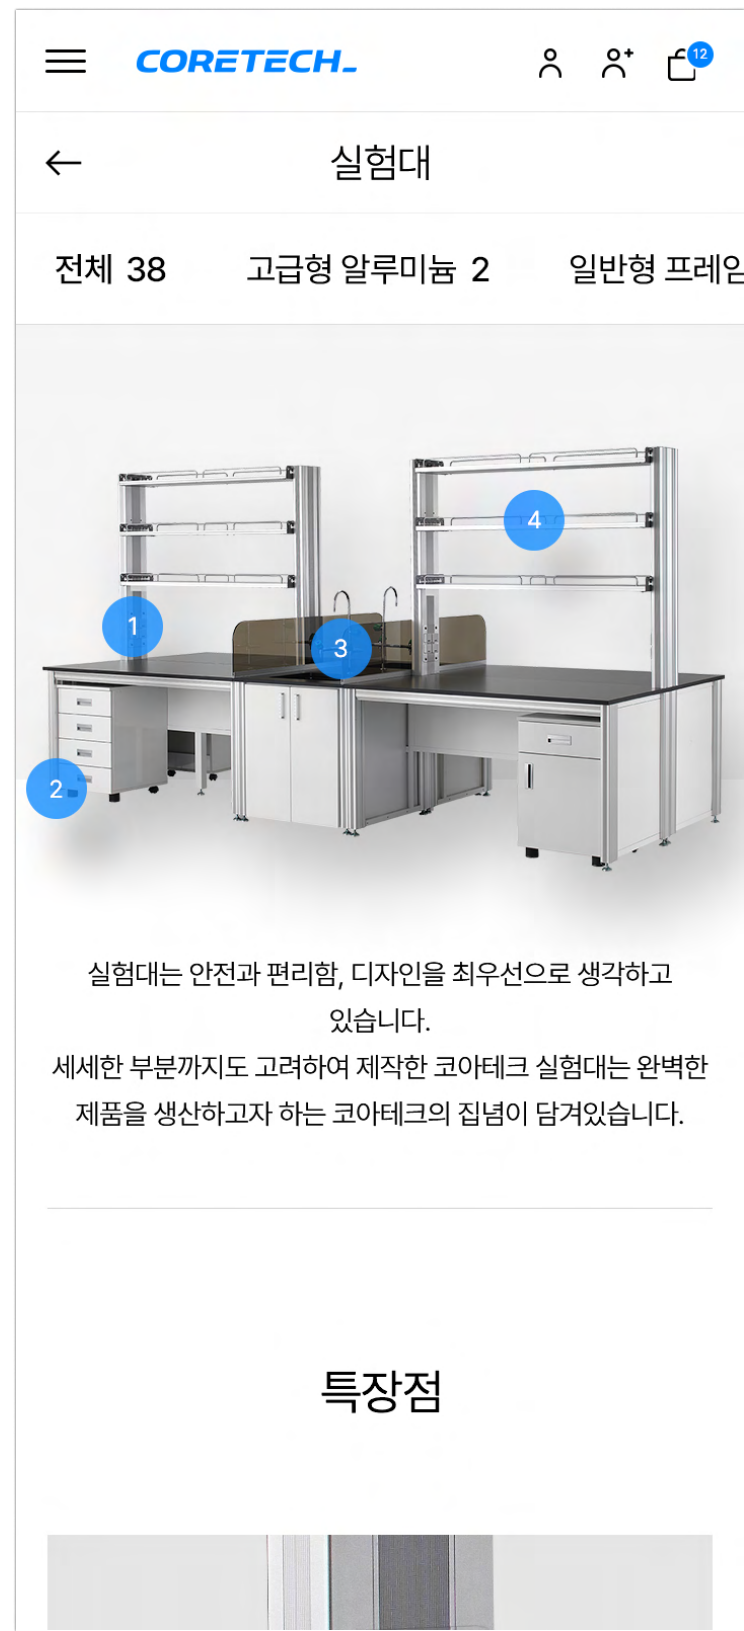 CORETECH_
12
실험대
전체 38 고급형 알루미늄 2 일반형 프레임
4
1
3
2
실험대는 안전과 편리함, 디자인을 최우선으로 생각하고
있습니다.
세세한 부분까지도 고려하여 제작한 코아테크 실험대는 완벽한
제품을 생산하고자 하는 코아테크의 집념이 담겨있습니다.
특장점